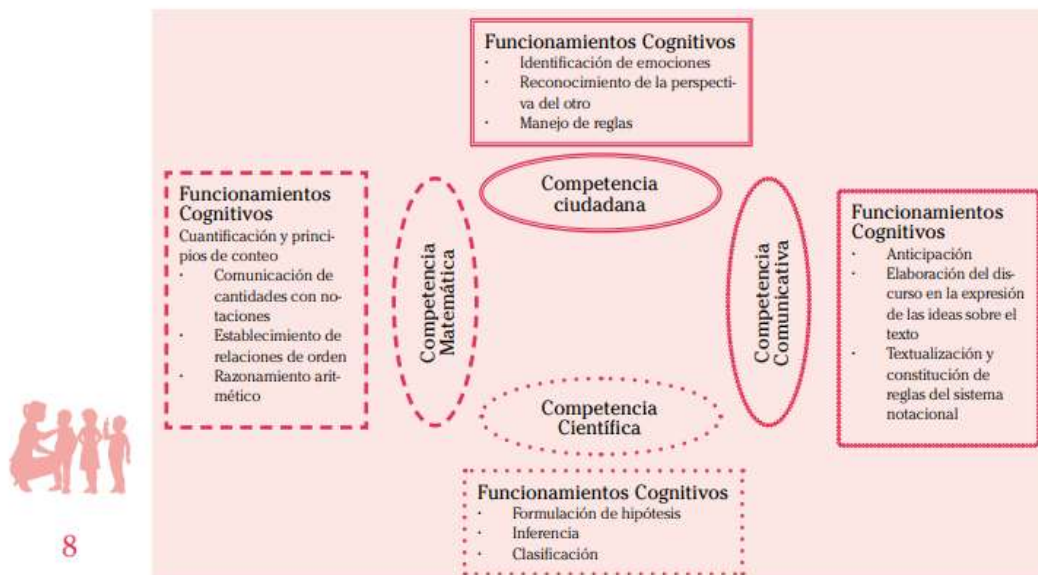 Funcionamientos Cognitivos
· Identificación de emociones
· Reconocimiento de la perspecti-
va del otro
· Manejo de reglas
Competencia
ciudadana
Funcionamientos
Cognitivos
Cuantificación y princi-
pios de conteo
· Comunicación de
cantidades con no-
taciones
· Establecimiento de
relaciones de orden
· Razonamiento arit-
mético
Competencia
Matemática
Competencia
Comunicativa
Funcionamientos
Cognitivos
· Anticipación
· Elaboración del dis-
curso en la expresión
de las ideas sobre el
texto
· Textualización y
constitución de
reglas del sistema
notacional
Competencia
Científica
Funcionamientos Cognitivos
· Formulación de hipótesis
· Inferencia
· Clasificación
8